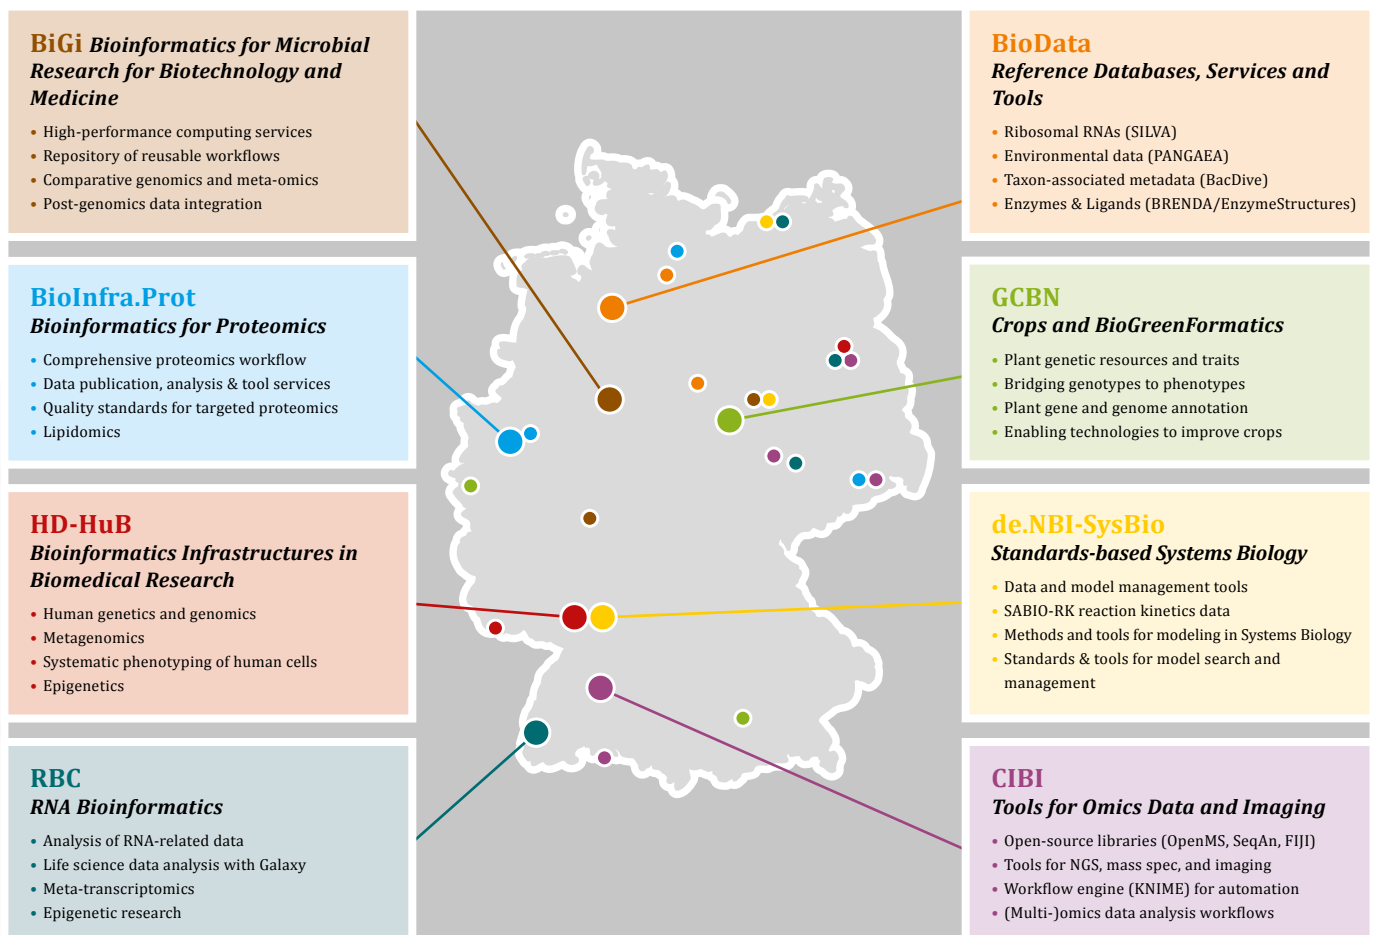 BiGi Bioinformatics for Microbial
Research for Biotechnology and
Medicine
• High-performance computing services
• Repository of reusable workflows
• Comparative genomics and meta-omics
• Post-genomics data integration
BioInfra.Prot
Bioinformatics for Proteomics
• Comprehensive proteomics workflow
• Data publication, analysis & tool services
• Quality standards for targeted proteomics
• Lipidomics
HD-HuB
Bioinformatics Infrastructures in
Biomedical Research
• Human genetics and genomics
• Metagenomics
• Systematic phenotyping of human cells
• Epigenetics
RBC
RNA Bioinformatics
• Analysis of RNA-related data
• Life science data analysis with Galaxy
• Meta-transcriptomics
• Epigenetic research
BioData
Reference Databases, Services and
Tools
• Ribosomal RNAs (SILVA)
• Environmental data (PANGAEA)
• Taxon-associated metadata (BacDive)
• Enzymes & Ligands (BRENDA/EnzymeStructures)
GCBN
Crops and BioGreenFormatics
• Plant genetic resources and traits
• Bridging genotypes to phenotypes
• Plant gene and genome annotation
• Enabling technologies to improve crops
de.NBI-SysBio
Standards-based Systems Biology
• Data and model management tools
• SABIO-RK reaction kinetics data
• Methods and tools for modeling in Systems Biology
• Standards & tools for model search and
management
CIBI
Tools for Omics Data and Imaging
• Open-source libraries (OpenMS, SeqAn, FIJI)
• Tools for NGS, mass spec, and imaging
• Workflow engine (KNIME) for automation
• (Multi-)omics data analysis workflows